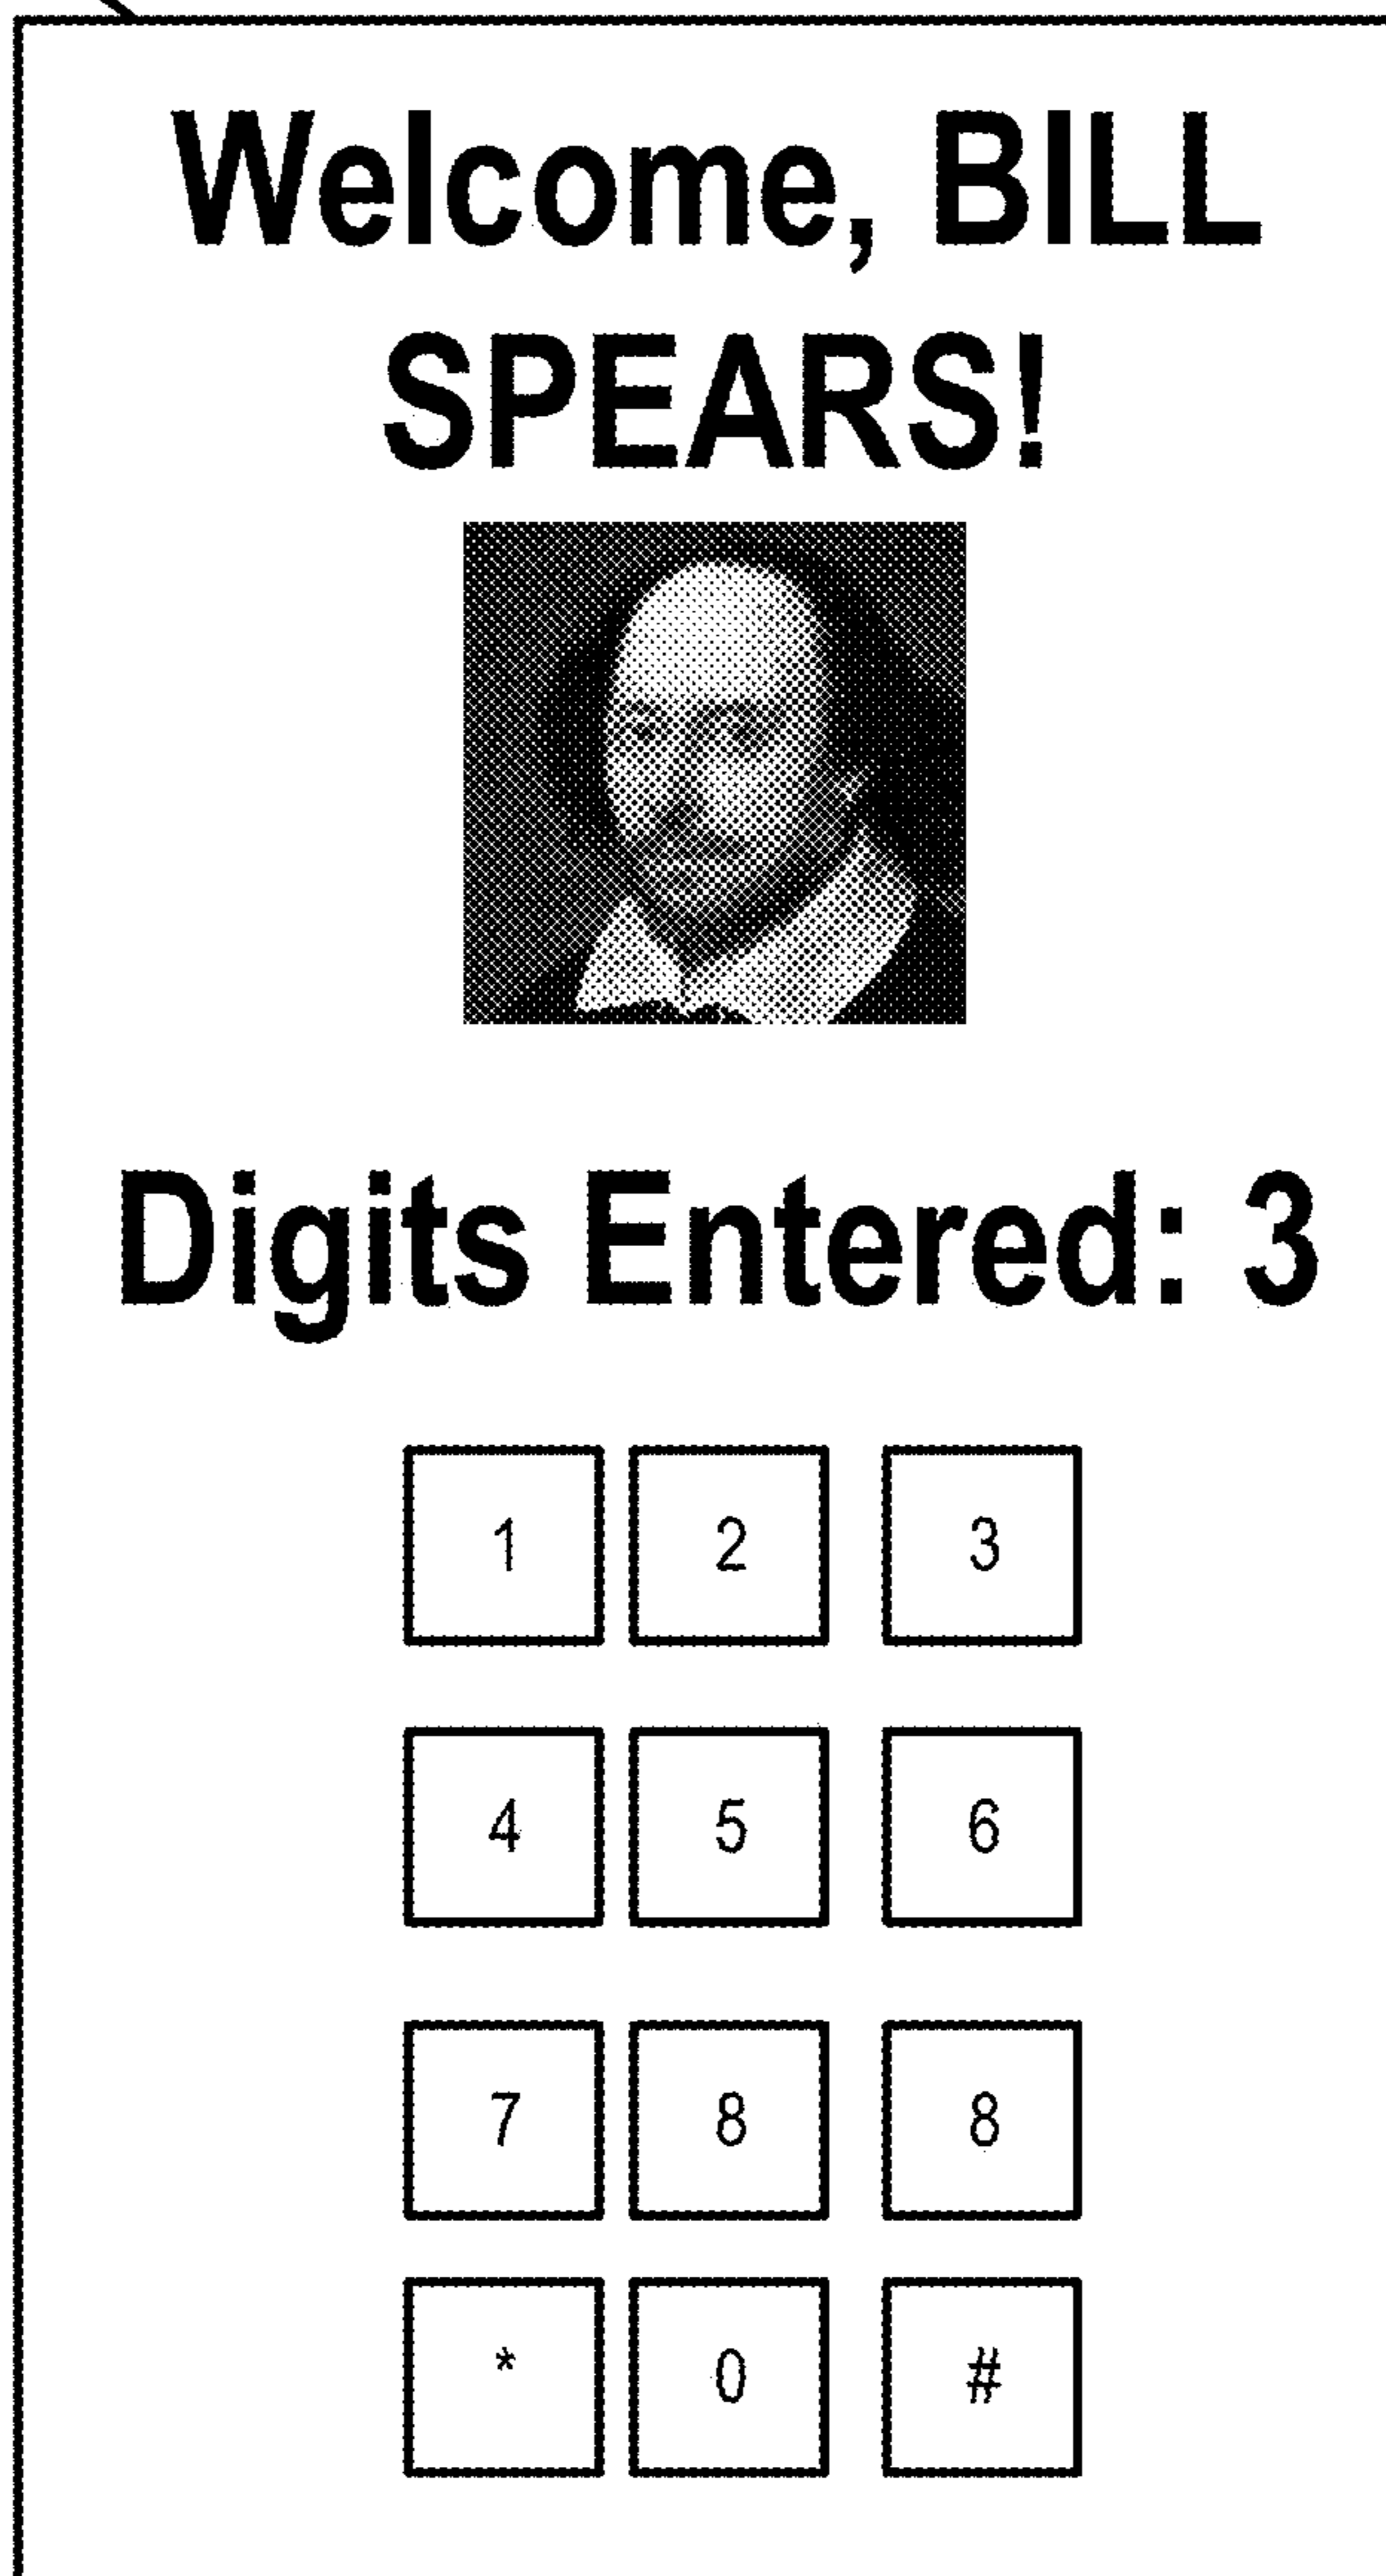 Welcome, BILL
SPEARS!
Digits Entered: 3
1 2 3
4 5 6
7 8 8
* 0 #